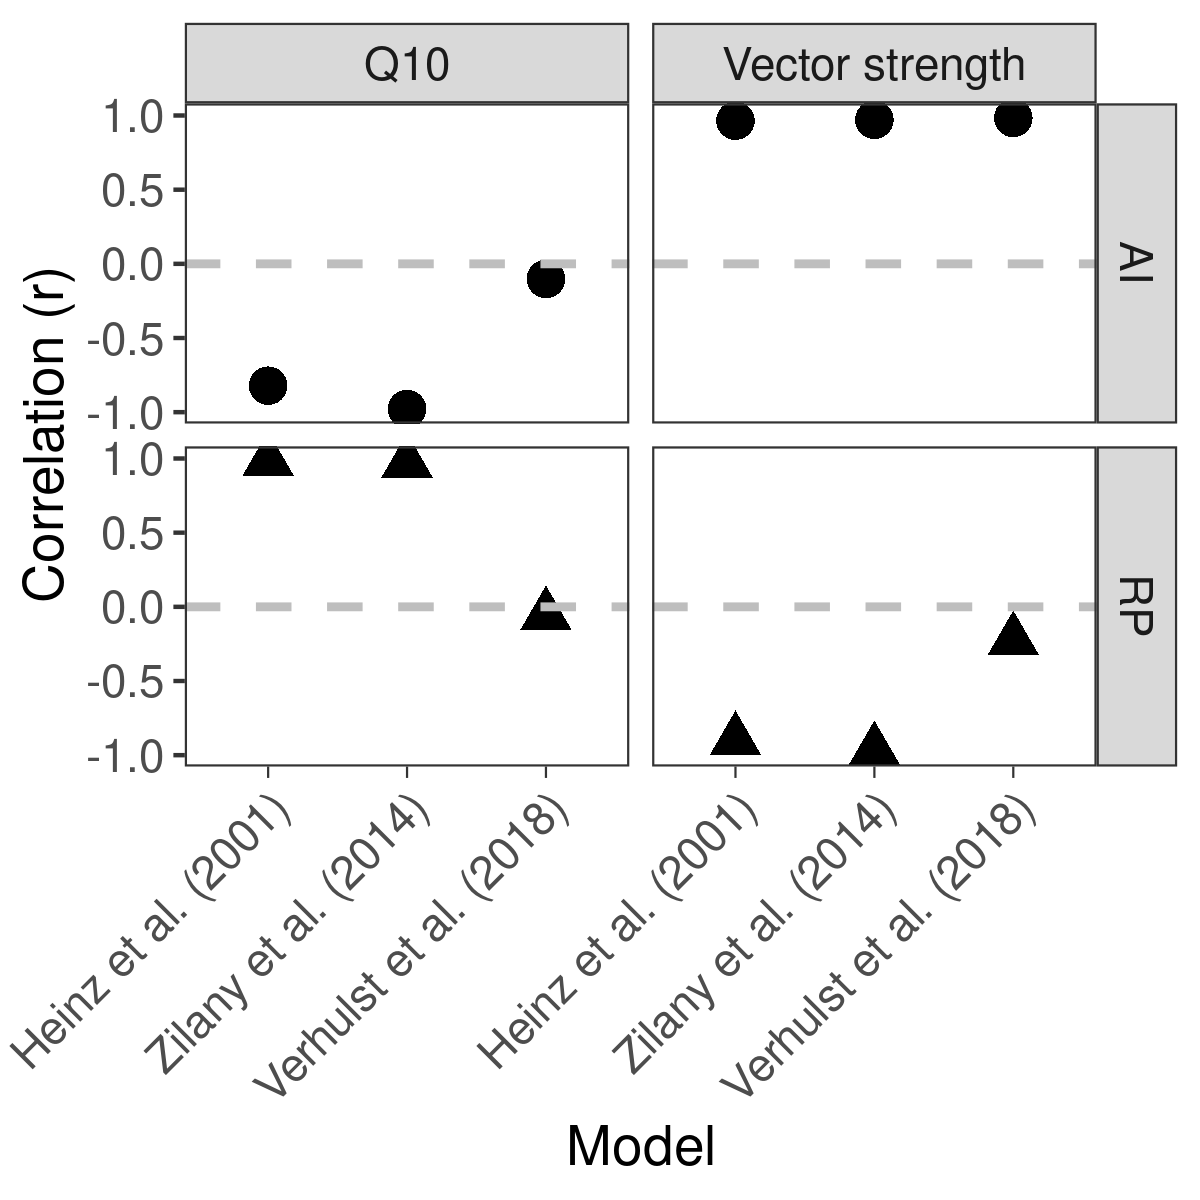 Q10
Vector strength
1.0
0.5
0.0
-0.5
-1.0
AI
1.0
0.5
0.0
-0.5
-1.0
RP
Correlation (r)
Heinz et al. (2001)
Zilany et al. (2014)
Verhulst et al. (2018)
Heinz et al. (2001)
Zilany et al. (2014)
Verhulst et al. (2018)
Model